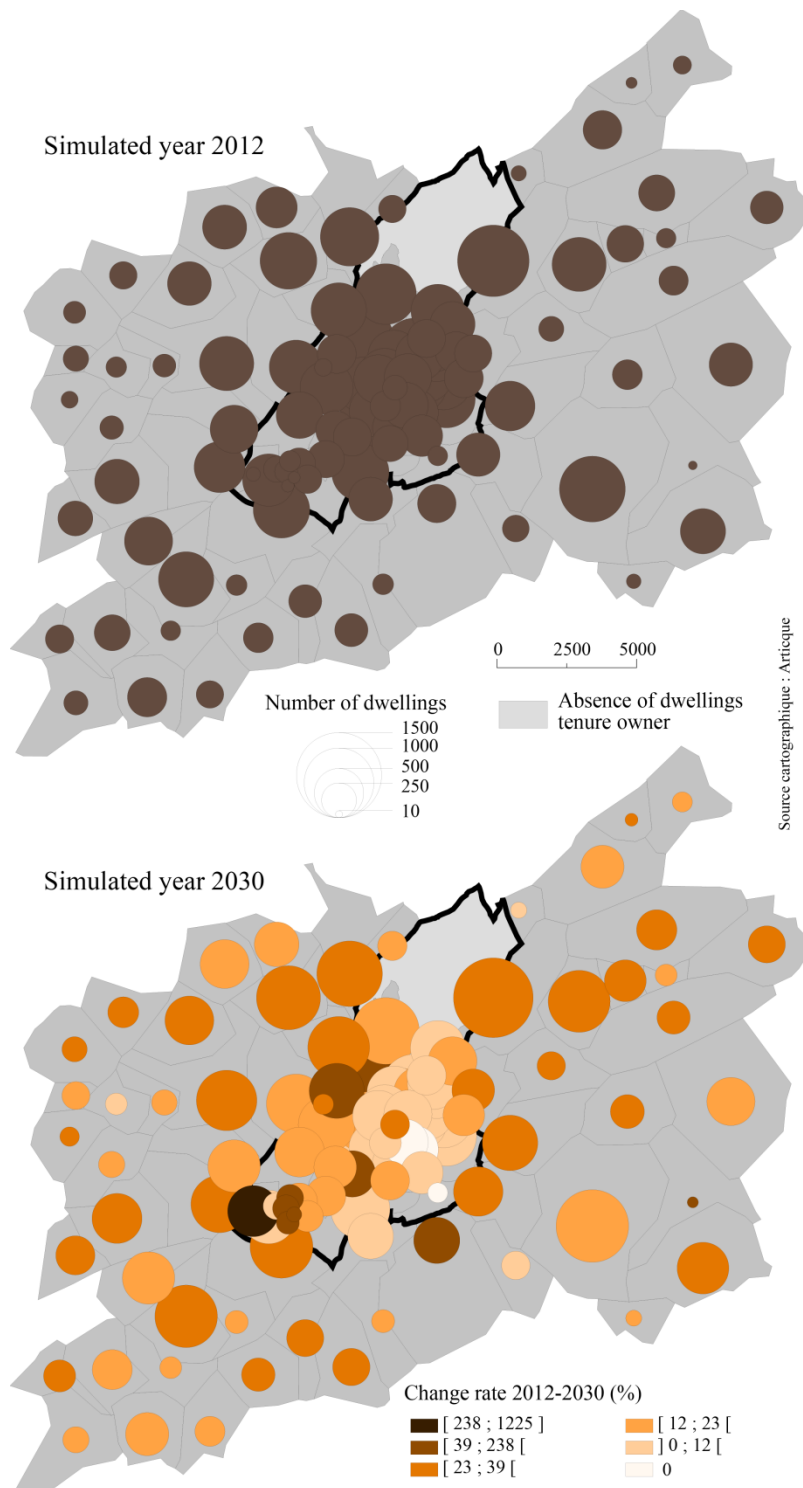 Simulated year 2012
0 2500 5000
Number of dwellings
1500
1000
500
250
10
Absence of dwellings
tenure owner
Source cartographique : Articque
Simulated year 2030
Change rate 2012-2030 (%)
[ 238 ; 1225 ]
[ 39 ; 238 [
[ 23 ; 39 [
[ 12 ; 23 [
] 0 ; 12 [
0